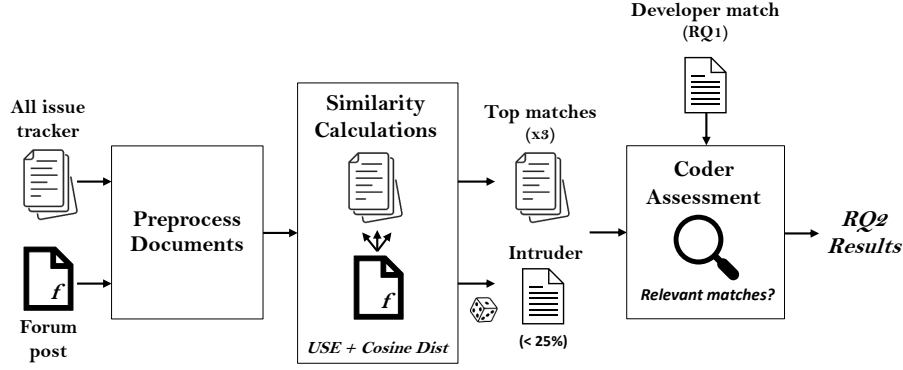 All issue
tracker
f
Forum
post
Preprocess
Documents
Similarity
Calculations
f
USE + Cosine Dist
Top matches
(x3)
Intruder
(< 25%)
Developer match
(RQ1)
Coder
Assessment
Relevant matches?
RQ2
Results